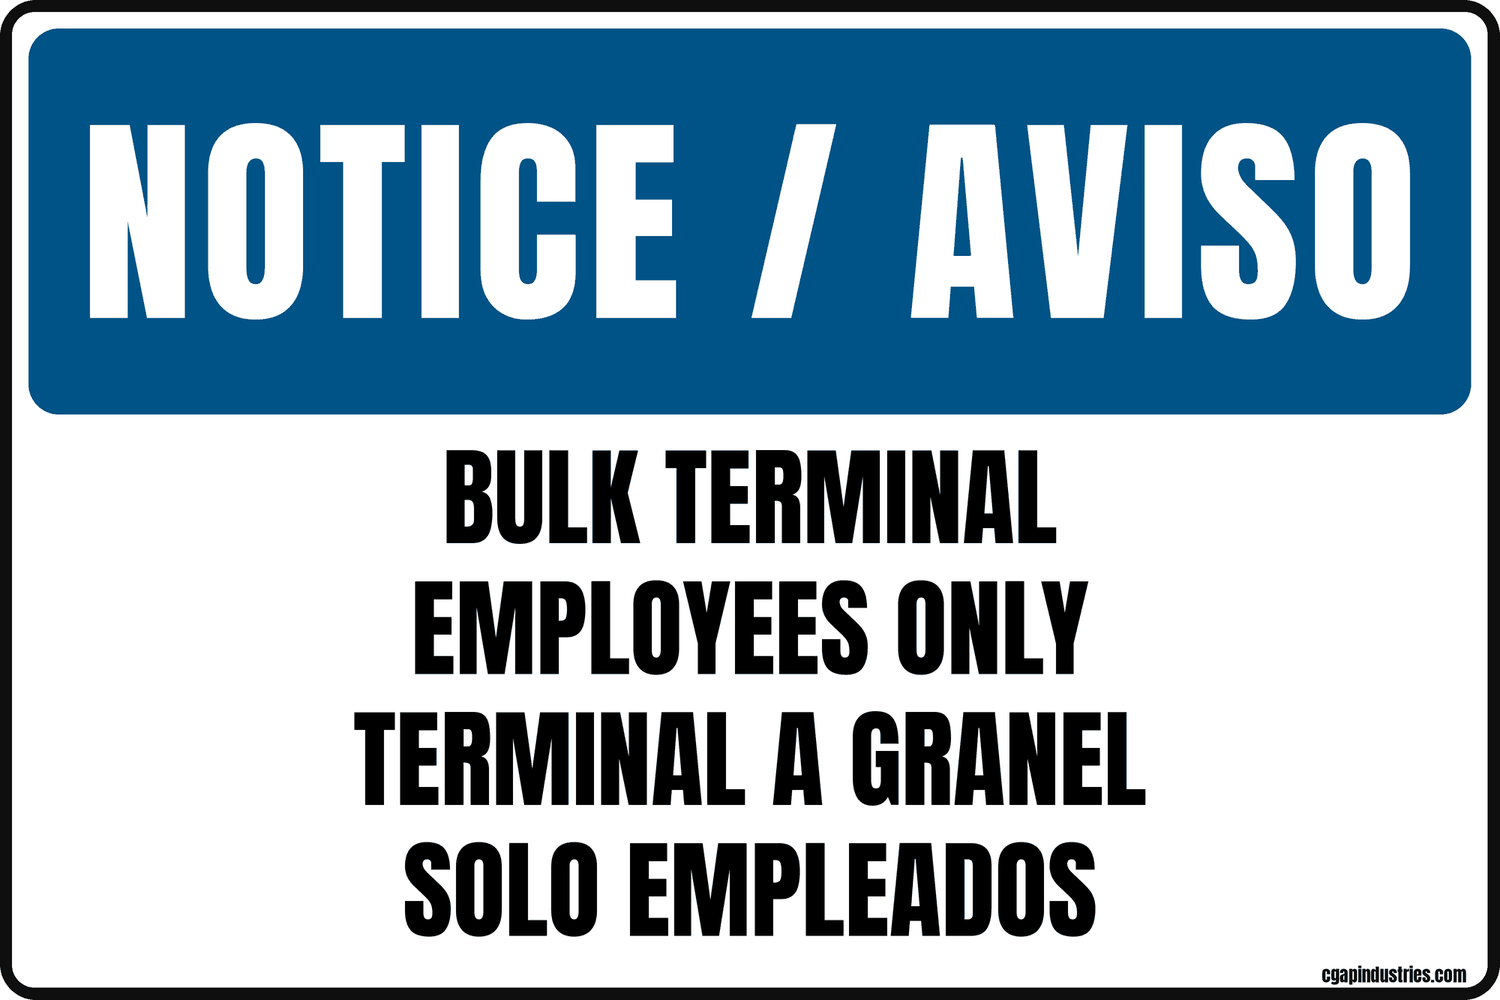 NOTICE / AVISO
BULK TERMINAL
EMPLOYEES ONLY
TERMINAL A GRANEL
SOLO EMPLEADOS
cgapindustries.com